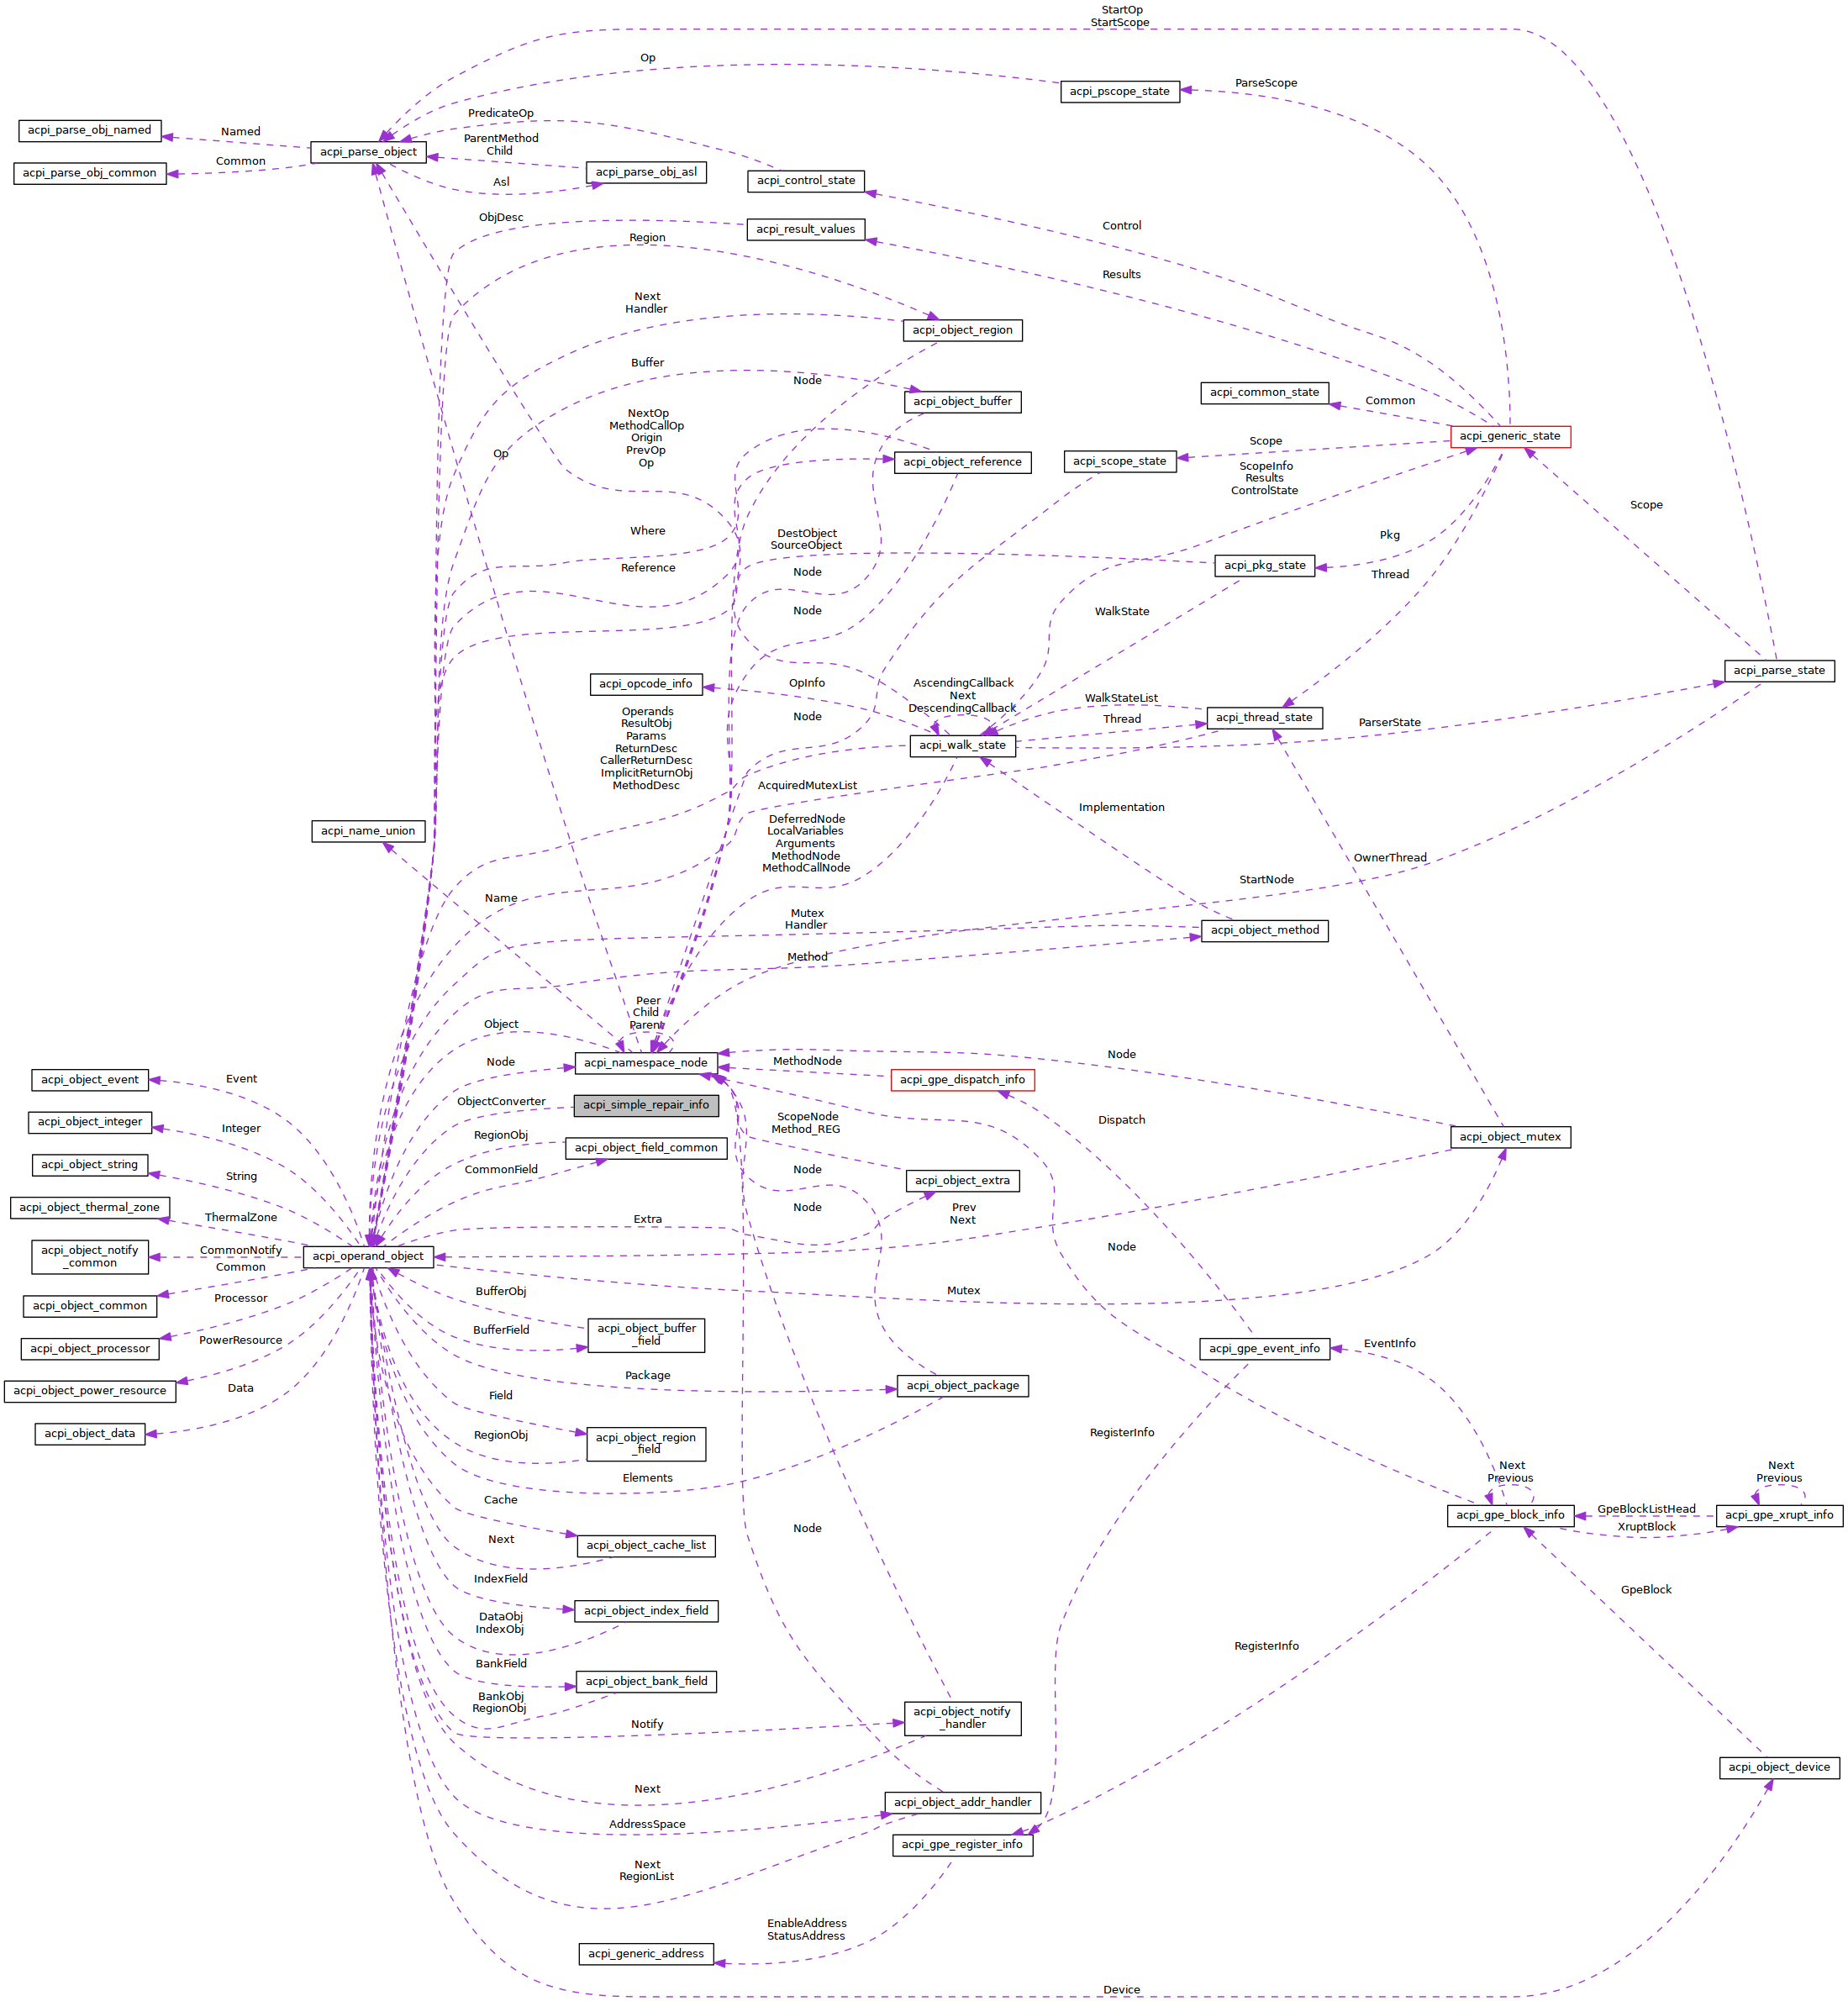 StartOp
StartScope
Op
acpi_pscope_state
ParseScope
PredicateOp
acpi_parse_obj_named
Named
ParentMethod
Child
acpi_parse_object
Common
acpi_parse_obj_common
acpi_parse_obj_asl
Asl
acpi_control_state
ObjDesc
acpi_result_values
Control
Region
Results
Next
Handler
acpi_object_region
Buffer
Node
acpi_common_state
Common
acpi_object_buffer
NextOp
MethodCallOp
Origin
PrevOp
Op
Op
acpi_generic_state
Scope
acpi_object_reference
acpi_scope_state
ScopeInfo
Results
ControlState
Scope
Where
DestObject
SourceObject
Pkg
Reference
Node
acpi_pkg_state
Thread
Node
WalkState
acpi_parse_state
acpi_opcode_info
OpInfo
AscendingCallback
Next
DescendingCallback
WalkStateList
Operands
ResultObj
Params
ReturnDesc
CallerReturnDesc
ImplicitReturnObj
MethodDesc
Node
Thread
acpi_thread_state
ParserState
acpi_walk_state
AcquiredMutexList
Implementation
DeferredNode
LocalVariables
Arguments
MethodNode
MethodCallNode
acpi_name_union
OwnerThread
StartNode
Name
Mutex
Handler
acpi_object_method
Method
Peer
Child
Parent
Object
Node
acpi_namespace_node
MethodNode
Node
acpi_object_event
Event
acpi_gpe_dispatch_info
ObjectConverter
acpi_simple_repair_info
ScopeNode
Method_REG
Dispatch
acpi_object_integer
Integer
RegionObj
acpi_object_field_common
acpi_object_mutex
acpi_object_string
String
CommonField
Node
acpi_object_extra
acpi_object_thermal_zone
ThermalZone
Extra
Node
Prev
Next
acpi_object_notify
_common
CommonNotify
acpi_operand_object
Node
Common
acpi_object_common
Processor
BufferObj
Mutex
acpi_object_processor
PowerResource
BufferField
acpi_object_buffer
_field
acpi_gpe_event_info
EventInfo
acpi_object_power_resource
Data
Package
acpi_object_package
Field
acpi_object_data
RegionObj
acpi_object_region
_field
RegisterInfo
Elements
Next
Previous
Next
Previous
Cache
GpeBlockListHead
acpi_gpe_block_info
acpi_gpe_xrupt_info
XruptBlock
Next
Node
acpi_object_cache_list
IndexField
GpeBlock
acpi_object_index_field
DataObj
IndexObj
RegisterInfo
BankField
acpi_object_bank_field
BankObj
RegionObj
Notify
acpi_object_notify
_handler
acpi_object_device
Next
acpi_object_addr_handler
AddressSpace
acpi_gpe_register_info
Next
RegionList
EnableAddress
StatusAddress
acpi_generic_address
Device